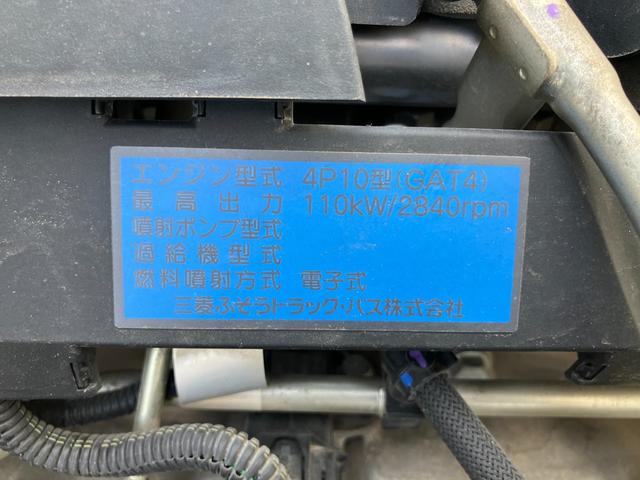 エンジン型式 4P10型(GAT4)
最高出力 110kW/2840rpm
噴射ポンプ型式
過給機型式
燃料噴射方式 電子式
三菱ふそうトラック・バス株式会社